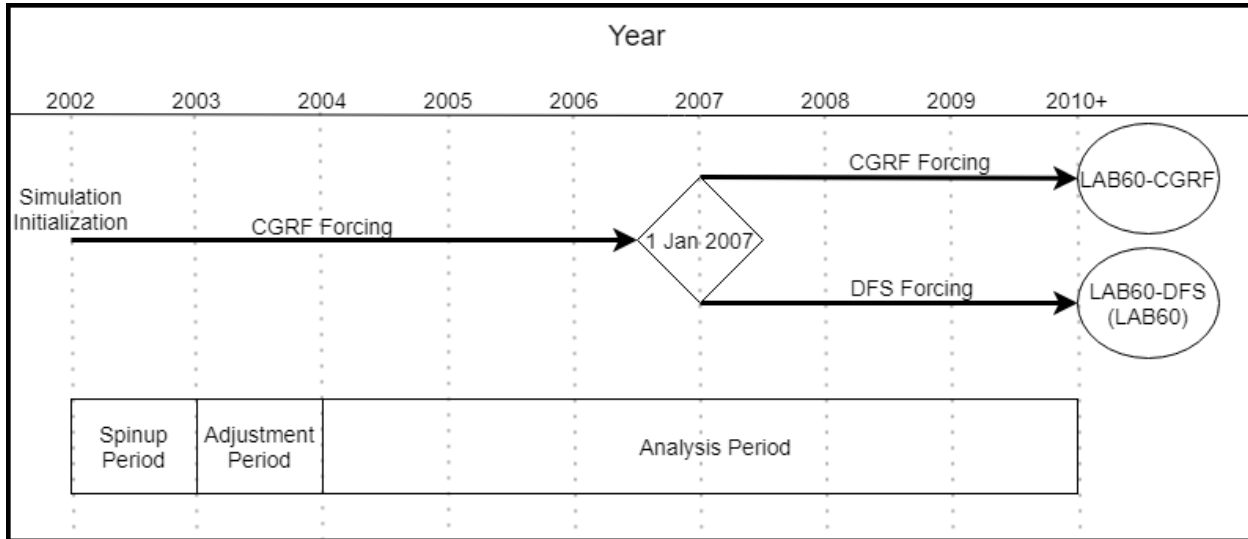 Year
2002 2003 2004 2005 2006 2007 2008 2009 2010+
Simulation
Initialization
CGRF Forcing
1 Jan 2007
CGRF Forcing
LAB60-CGRF
DFS Forcing
LAB60-DFS
(LAB60)
Spinup
Period
Adjustment
Period
Analysis Period